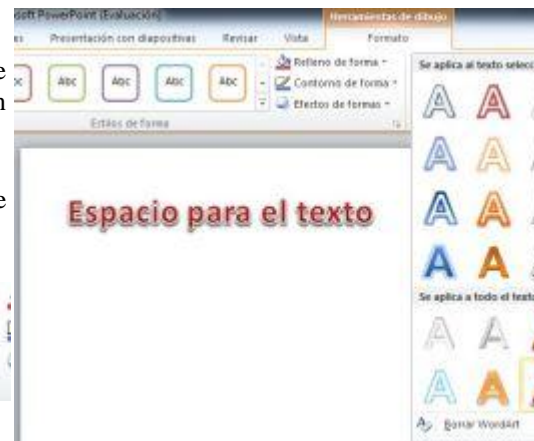 soft PowerPoint (Evaluación)
Herramientas de dibujo
Presentación con diapositivas Revisar Vista Formato
Abc Abc Abc Abc
Relleno de forma
Contorno de forma
Efectos de formas
Estilos de forma
Se aplica al texto selecc
A A
A A
A A
A A
Espacio para el texto
Se aplica a todo el texto
A A
A A
Borrar WordArt
e
n
e